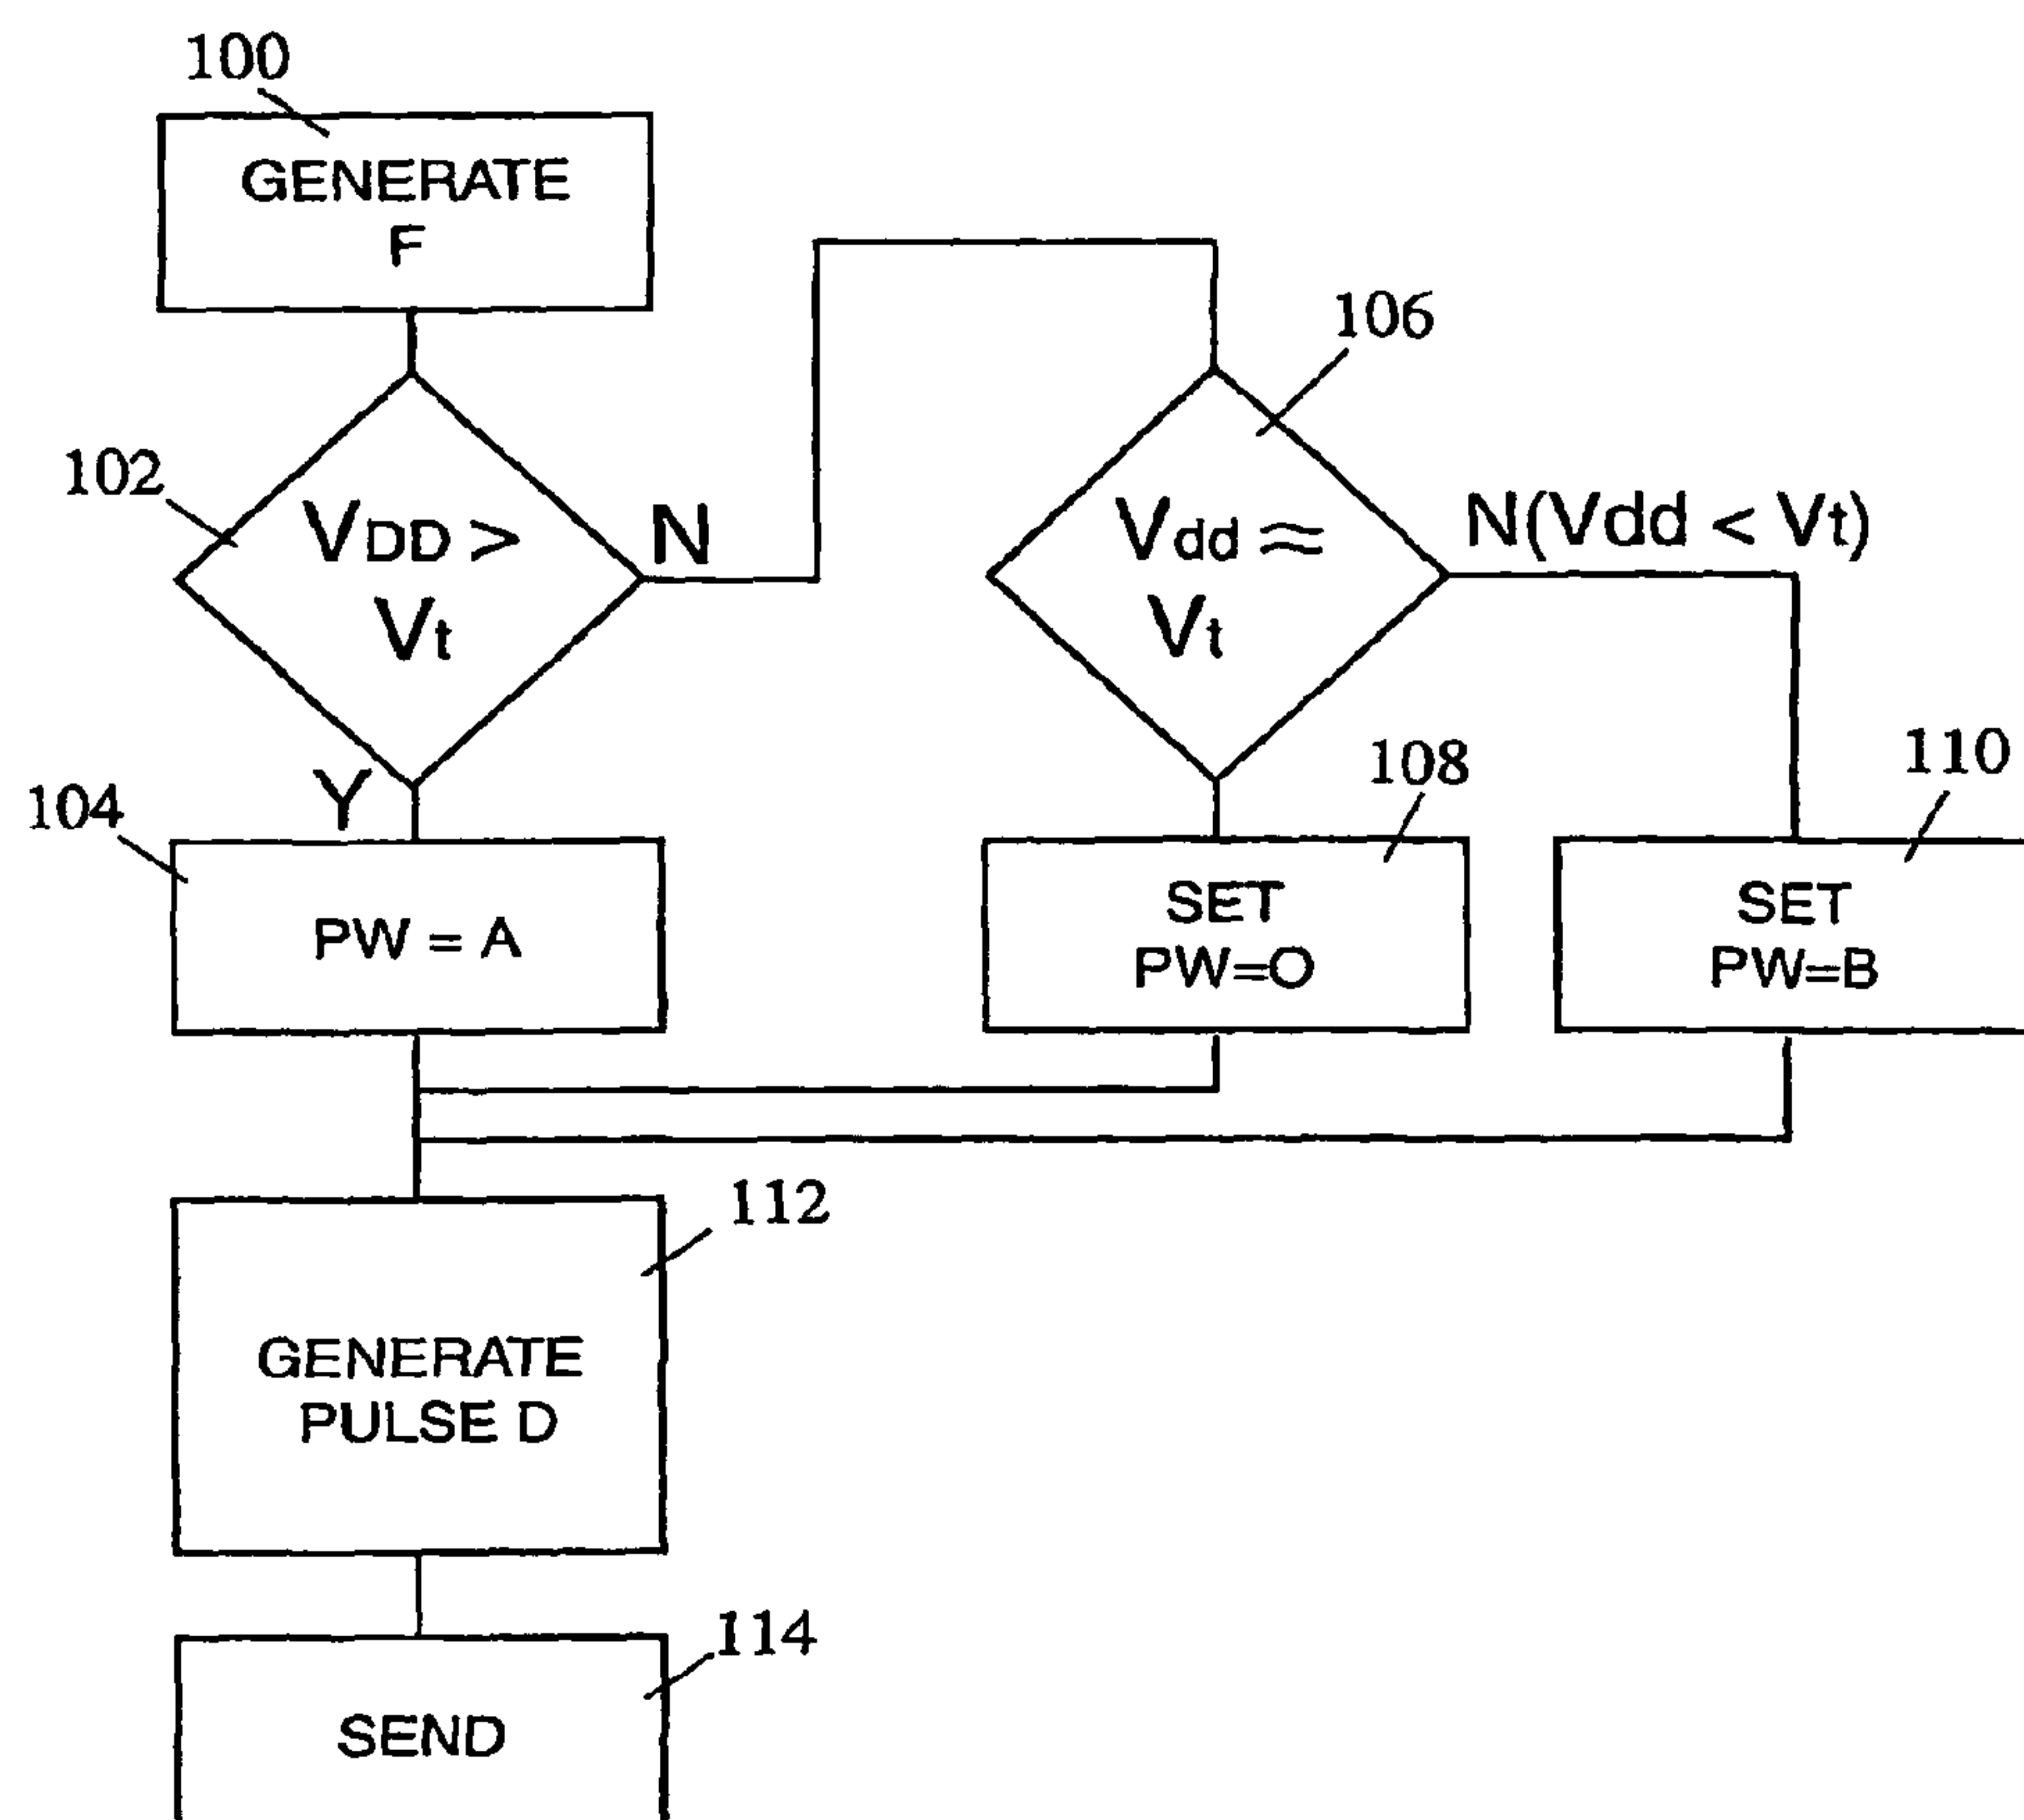 100
GENERATE
F
102
VDD >
Vt
N
106
Vdd ≈
Vt
N(Vdd < Vt)
Y
104
PW = A
108
SET
PW=O
110
SET
PW=B
112
GENERATE
PULSE D
114
SEND